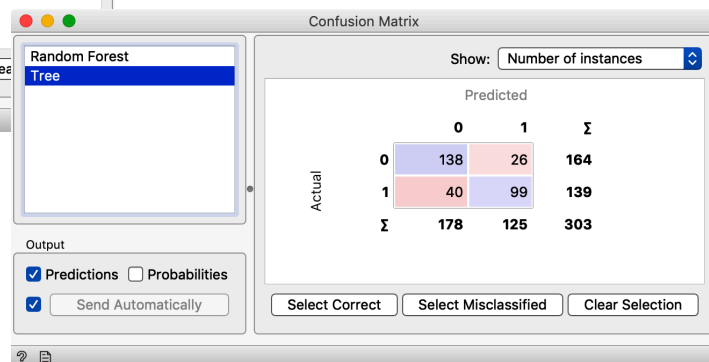 Confusion Matrix
Random Forest
Tree
ea
Output
Predictions Probabilities
Send Automatically
Show: Number of instances
Predicted
0 1 Σ
Actual
0 138 26 164
1 40 99 139
Σ 178 125 303
Select Correct Select Misclassified Clear Selection
?